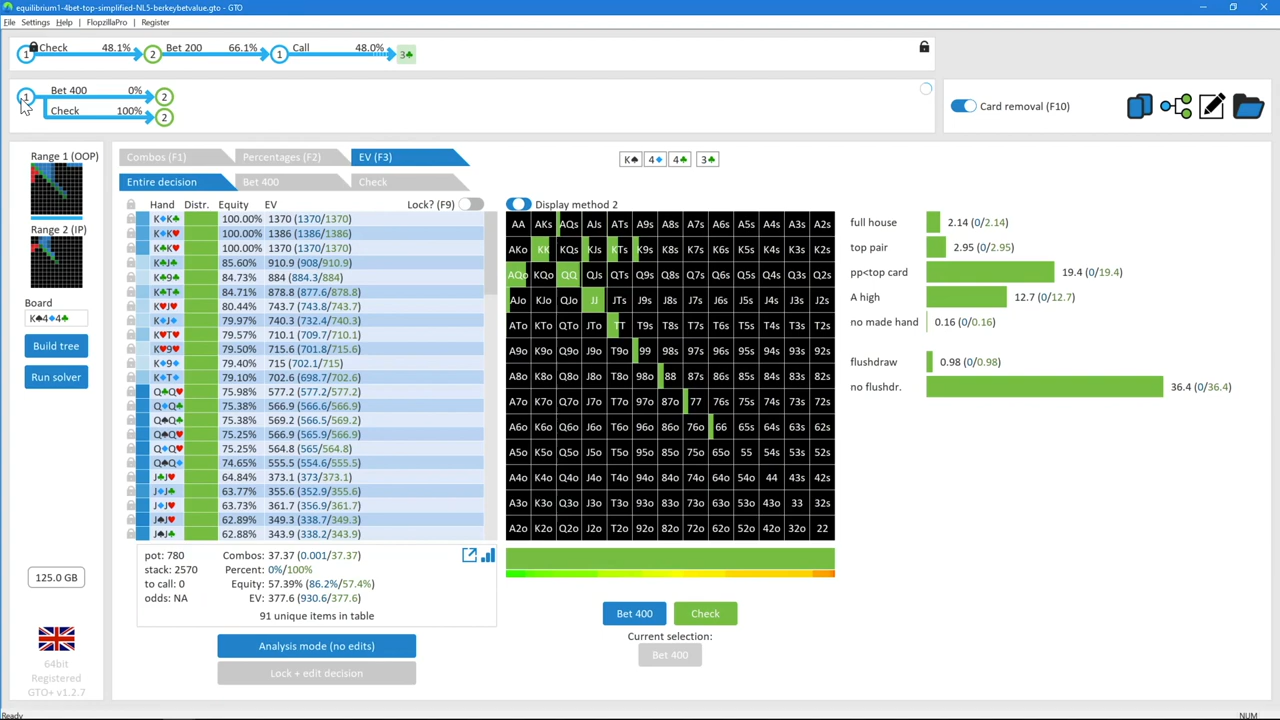 equilibrium1-4bet-top-simplified-NL5-berkeybetvalue.gto - GTO
File Settings Help FlopzillaPro Register
1 Check 48.1% 2 Bet 200 66.1% 1 Call 48.0% 3♣
1 Bet 400 0% 2
Check 100% 2
Card removal (F10)
Range 1 (OOP)
Range 2 (IP)
Board
K♠4♦4♣
Build tree
Run solver
125.0 GB
64bit
Registered
GTO+ v1.2.7
Combos (F1) Percentages (F2) EV (F3)
Entire decision Bet 400 Check
K♠ 4♦ 4♣ 3♣
Hand Distr. Equity EV Lock? (F9)
K♦K♣ 100.00% 1370 (1370/1370)
K♦K♥ 100.00% 1386 (1386/1386)
K♥K♣ 100.00% 1370 (1370/1370)
K♣J♣ 85.60% 910.9 (908/910.9)
K♣9♣ 84.73% 884 (884.3/884)
K♣T♣ 84.71% 878.8 (877.6/878.8)
K♥J♥ 80.44% 743.7 (743.8/743.7)
K♦J♦ 79.97% 740.3 (732.4/740.3)
K♥T♥ 79.57% 710.1 (709.7/710.1)
K♥9♥ 79.50% 715.6 (701.8/715.6)
K♦9♦ 79.40% 715 (702.1/715)
K♦T♦ 79.10% 702.6 (698.7/702.6)
Q♣Q♥ 75.98% 577.2 (577.2/577.2)
Q♦Q♣ 75.38% 566.9 (566.6/566.9)
Q♠Q♣ 75.38% 569.2 (566.5/569.2)
Q♠Q♥ 75.25% 566.9 (565.9/566.9)
Q♦Q♥ 75.25% 564.8 (565/564.8)
Q♠Q♦ 74.65% 555.5 (554.6/555.5)
J♣J♥ 64.84% 373.1 (373/373.1)
J♦J♣ 63.77% 355.6 (352.9/355.6)
J♦J♥ 63.73% 361.7 (356.9/361.7)
J♠J♥ 62.89% 349.3 (338.7/349.3)
J♠J♣ 62.88% 343.9 (338.2/343.9)
pot: 780 Combos: 37.37 (0.001/37.37)
stack: 2570 Percent: 0%/100%
to call: 0 Equity: 57.39% (86.2%/57.4%)
odds: NA EV: 377.6 (930.6/377.6)
91 unique items in table
Analysis mode (no edits)
Lock + edit decision
Display method 2
AA AKs AQs AJs ATs A9s A8s A7s A6s A5s A4s A3s A2s
AKo KK KQs KJs KTs K9s K8s K7s K6s K5s K4s K3s K2s
AQo KQo QQ QJs QTs Q9s Q8s Q7s Q6s Q5s Q4s Q3s Q2s
AJo KJo QJo JJ JTs J9s J8s J7s J6s J5s J4s J3s J2s
ATo KTo QTo JTo TT T9s T8s T7s T6s T5s T4s T3s T2s
A9o K9o Q9o J9o T9o 99 98s 97s 96s 95s 94s 93s 92s
A8o K8o Q8o J8o T8o 98o 88 87s 86s 85s 84s 83s 82s
A7o K7o Q7o J7o T7o 97o 87o 77 76s 75s 74s 73s 72s
A6o K6o Q6o J6o T6o 96o 86o 76o 66 65s 64s 63s 62s
A5o K5o Q5o J5o T5o 95o 85o 75o 65o 55 54s 53s 52s
A4o K4o Q4o J4o T4o 94o 84o 74o 64o 54o 44 43s 42s
A3o K3o Q3o J3o T3o 93o 83o 73o 63o 53o 43o 33 32s
A2o K2o Q2o J2o T2o 92o 82o 72o 62o 52o 42o 32o 22
Bet 400 Check
Current selection:
Bet 400
full house 2.14 (0/2.14)
top pair 2.95 (0/2.95)
pp<top card 19.4 (0/19.4)
A high 12.7 (0/12.7)
no made hand 0.16 (0/0.16)
flushdraw 0.98 (0/0.98)
no flushdr. 36.4 (0/36.4)
Ready NUM